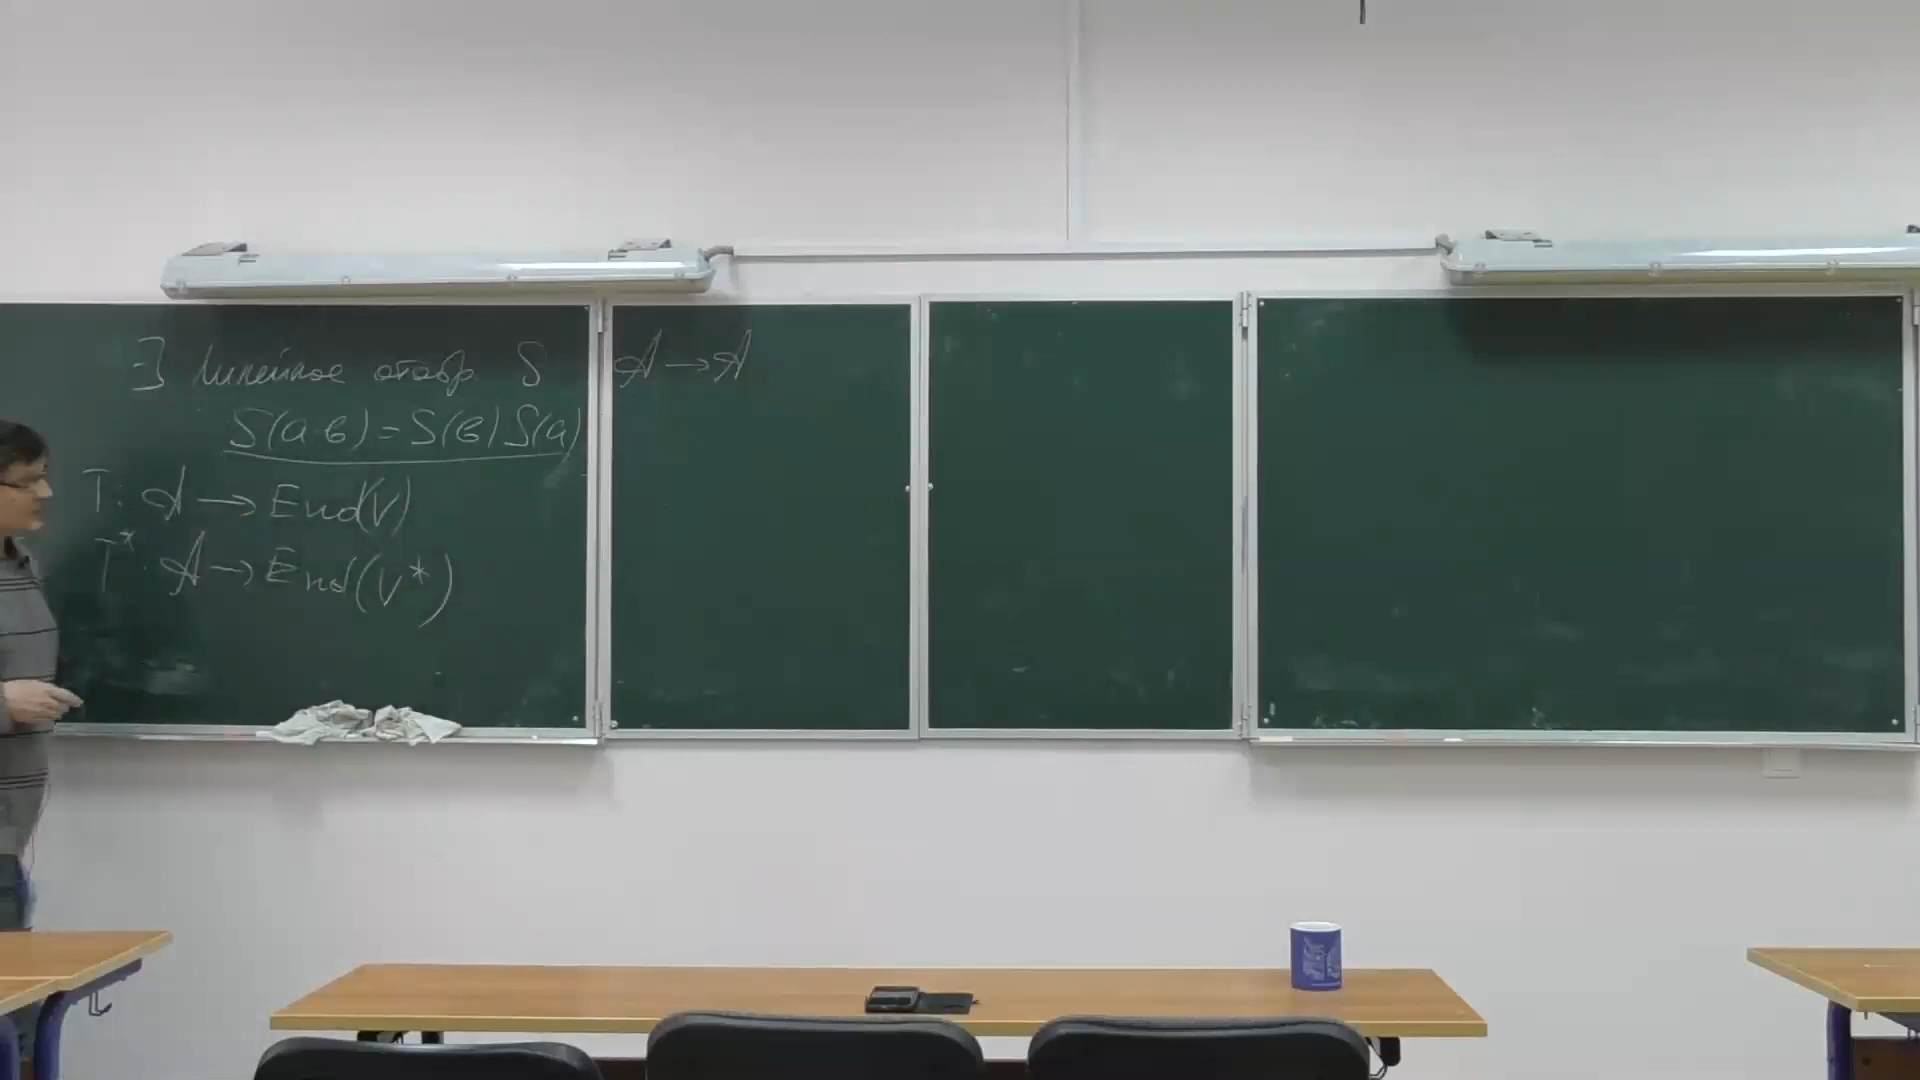 ∃ линейное отобр. S A → A
S(a·b) = S(b) S(a)
T: A → End(V)
T*: A → End(V*)